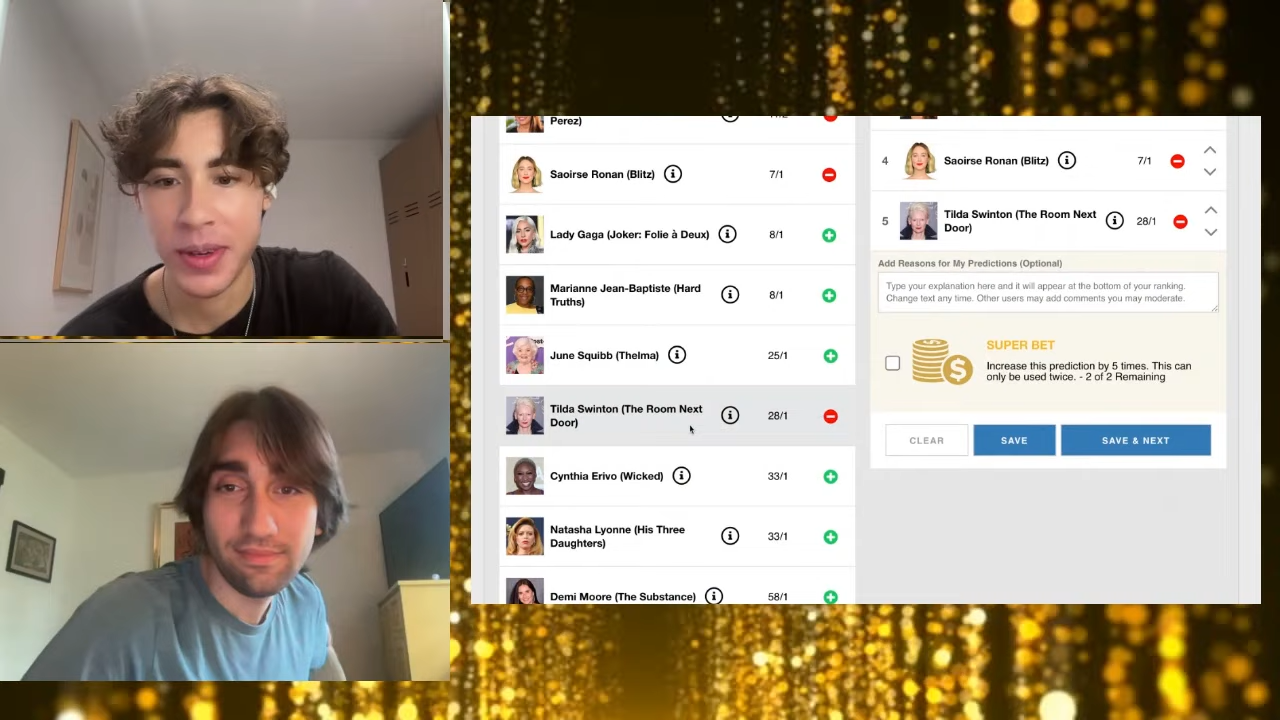 Perez)
Saoirse Ronan (Blitz)
7/1
Lady Gaga (Joker: Folie à Deux)
8/1
Marianne Jean-Baptiste (Hard
Truths)
8/1
June Squibb (Thelma)
25/1
Tilda Swinton (The Room Next
Door)
28/1
Cynthia Erivo (Wicked)
33/1
Natasha Lyonne (His Three
Daughters)
33/1
Demi Moore (The Substance)
58/1
4
Saoirse Ronan (Blitz)
7/1
5
Tilda Swinton (The Room Next
Door)
28/1
Add Reasons for My Predictions (Optional)
Type your explanation here and it will appear at the bottom of your ranking.
Change text any time. Other users may add comments you may moderate.
SUPER BET
Increase this prediction by 5 times. This can
only be used twice. - 2 of 2 Remaining
CLEAR
SAVE
SAVE & NEXT